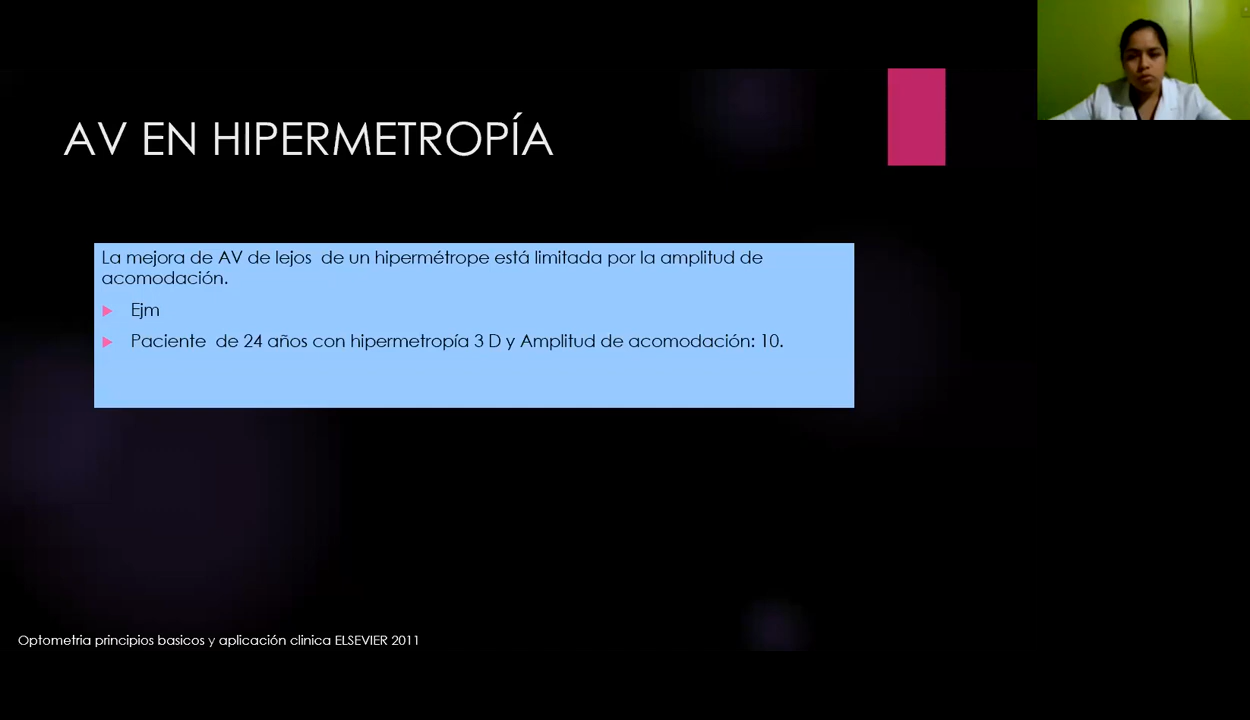 AV EN HIPERMETROPÍA
La mejora de AV de lejos de un hipermétrope está limitada por la amplitud de
acomodación.
Ejm
Paciente de 24 años con hipermetropía 3 D y Amplitud de acomodación: 10.
Optometria principios basicos y aplicación clinica ELSEVIER 2011